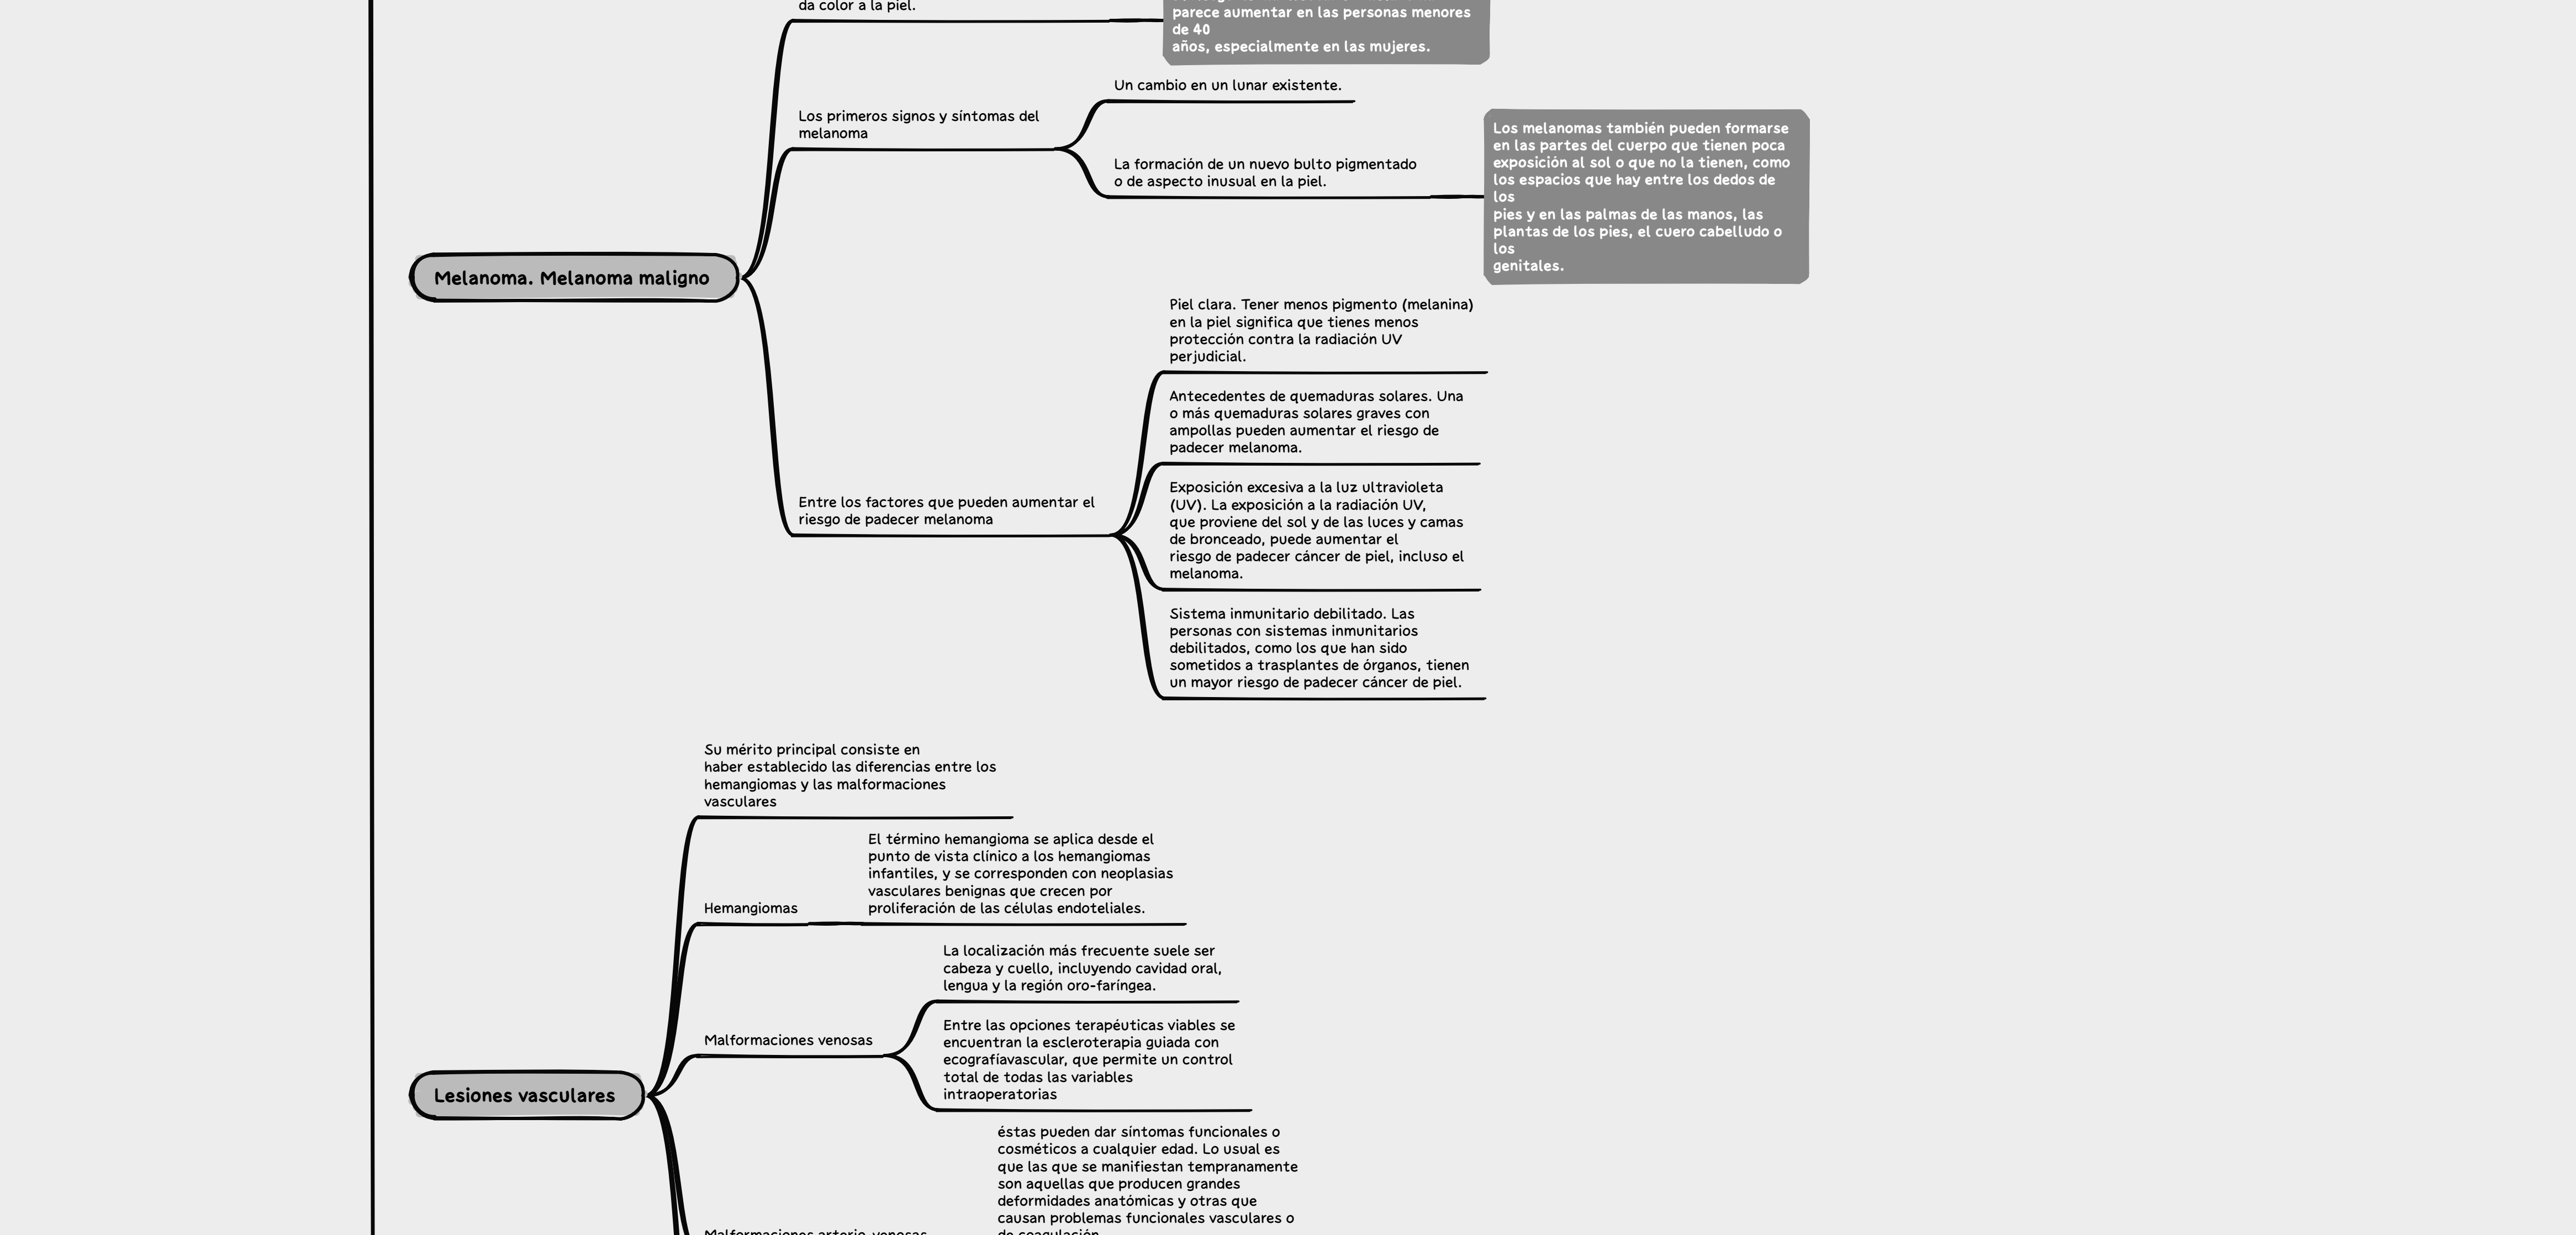 da color a la piel.
parece aumentar en las personas menores
de 40
años, especialmente en las mujeres.
Un cambio en un lunar existente.
Los primeros signos y síntomas del
melanoma
La formación de un nuevo bulto pigmentado
o de aspecto inusual en la piel.
Los melanomas también pueden formarse
en las partes del cuerpo que tienen poca
exposición al sol o que no la tienen, como
los espacios que hay entre los dedos de
los
pies y en las palmas de las manos, las
plantas de los pies, el cuero cabelludo o
los
genitales.
Melanoma. Melanoma maligno
Piel clara. Tener menos pigmento (melanina)
en la piel significa que tienes menos
protección contra la radiación UV
perjudicial.
Antecedentes de quemaduras solares. Una
o más quemaduras solares graves con
ampollas pueden aumentar el riesgo de
padecer melanoma.
Entre los factores que pueden aumentar el
riesgo de padecer melanoma
Exposición excesiva a la luz ultravioleta
(UV). La exposición a la radiación UV,
que proviene del sol y de las luces y camas
de bronceado, puede aumentar el
riesgo de padecer cáncer de piel, incluso el
melanoma.
Sistema inmunitario debilitado. Las
personas con sistemas inmunitarios
debilitados, como los que han sido
sometidos a trasplantes de órganos, tienen
un mayor riesgo de padecer cáncer de piel.
Su mérito principal consiste en
haber establecido las diferencias entre los
hemangiomas y las malformaciones
vasculares
El término hemangioma se aplica desde el
punto de vista clínico a los hemangiomas
infantiles, y se corresponden con neoplasias
vasculares benignas que crecen por
proliferación de las células endoteliales.
Hemangiomas
La localización más frecuente suele ser
cabeza y cuello, incluyendo cavidad oral,
lengua y la región oro-faríngea.
Malformaciones venosas
Entre las opciones terapéuticas viables se
encuentran la escleroterapia guiada con
ecografíavascular, que permite un control
total de todas las variables
intraoperatorias
Lesiones vasculares
éstas pueden dar síntomas funcionales o
cosméticos a cualquier edad. Lo usual es
que las que se manifiestan tempranamente
son aquellas que producen grandes
deformidades anatómicas y otras que
causan problemas funcionales vasculares o
de coagulación
Malformaciones arterio-venosas